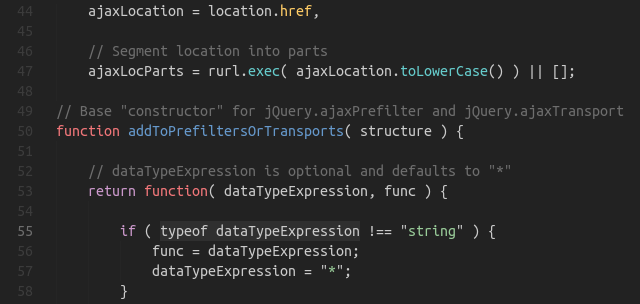 44 ajaxLocation = location.href,
45
46 // Segment location into parts
47 ajaxLocParts = rurl.exec( ajaxLocation.toLowerCase() ) || [];
48
49 // Base "constructor" for jQuery.ajaxPrefilter and jQuery.ajaxTransport
50 function addToPrefiltersOrTransports( structure ) {
51
52 // dataTypeExpression is optional and defaults to "*"
53 return function( dataTypeExpression, func ) {
54
55 if ( typeof dataTypeExpression !== "string" ) {
56 func = dataTypeExpression;
57 dataTypeExpression = "*";
58 }